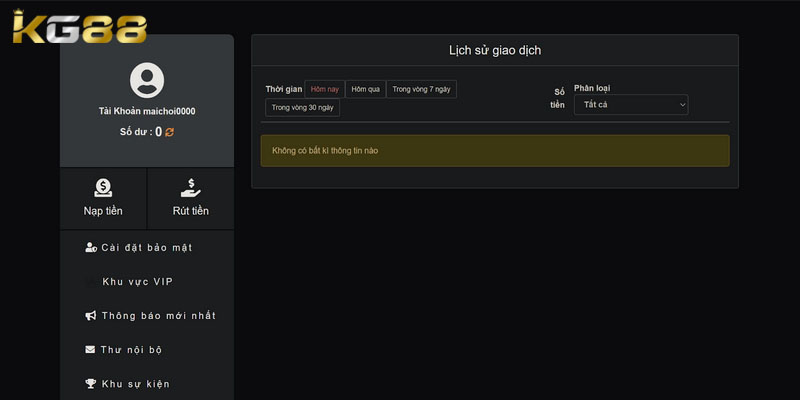 KG88
Tài Khoản maichoi0000
Số dư : 0
Nạp tiền
Rút tiền
Cài đặt bảo mật
Khu vực VIP
Thông báo mới nhất
Thư nội bộ
Khu sự kiện
Lịch sử giao dịch
Thời gian Hôm nay Hôm qua Trong vòng 7 ngày
Trong vòng 30 ngày
Số
tiền
Phân loại
Tất cả
Không có bất kì thông tin nào